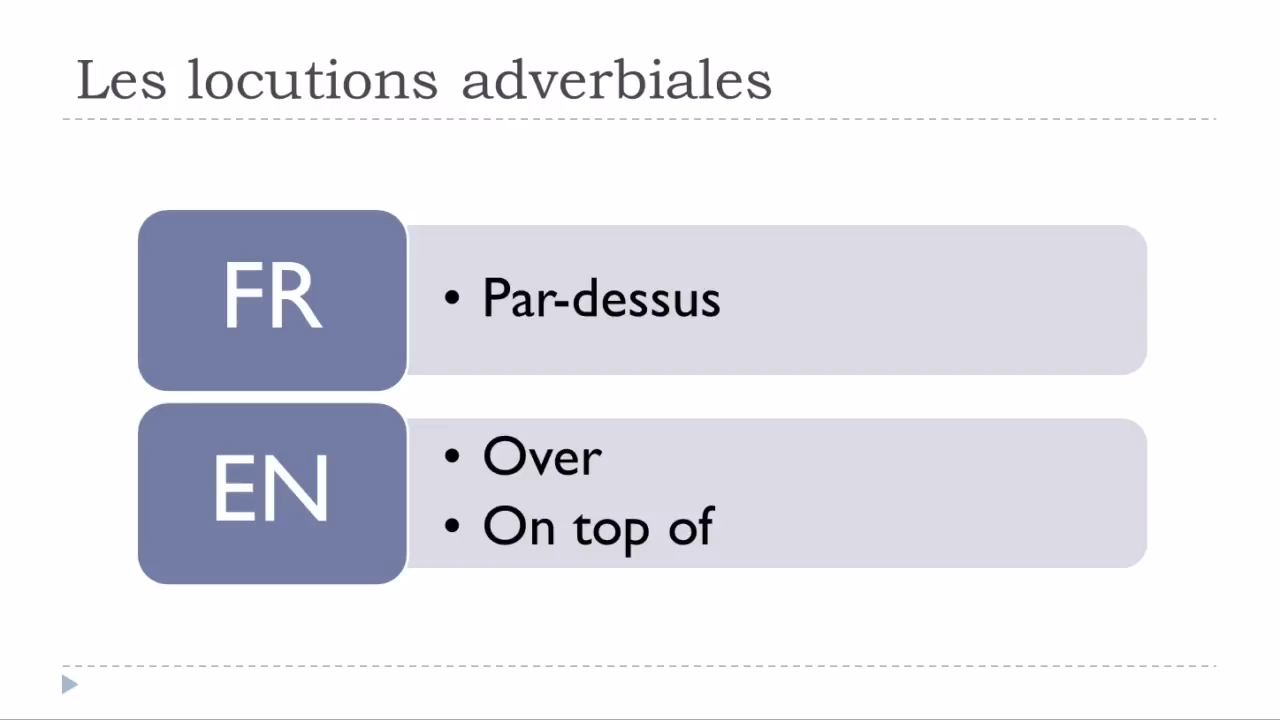 Les locutions adverbiales
FR
• Par-dessus
EN
• Over
• On top of